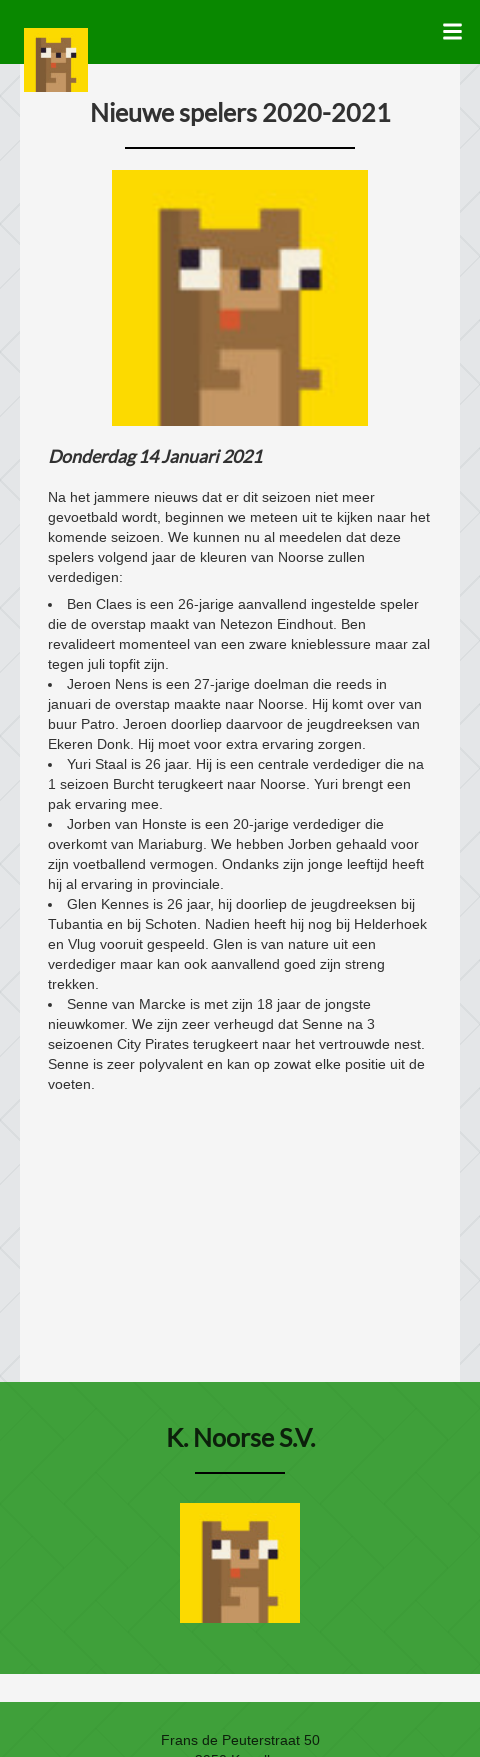 Nieuwe spelers 2020-2021
Donderdag 14 Januari 2021
Na het jammere nieuws dat er dit seizoen niet meer
gevoetbald wordt, beginnen we meteen uit te kijken naar het
komende seizoen. We kunnen nu al meedelen dat deze
spelers volgend jaar de kleuren van Noorse zullen
verdedigen:
• Ben Claes is een 26-jarige aanvallend ingestelde speler
die de overstap maakt van Netezon Eindhout. Ben
revalideert momenteel van een zware knieblessure maar zal
tegen juli topfit zijn.
• Jeroen Nens is een 27-jarige doelman die reeds in
januari de overstap maakte naar Noorse. Hij komt over van
buur Patro. Jeroen doorliep daarvoor de jeugdreeksen van
Ekeren Donk. Hij moet voor extra ervaring zorgen.
• Yuri Staal is 26 jaar. Hij is een centrale verdediger die na
1 seizoen Burcht terugkeert naar Noorse. Yuri brengt een
pak ervaring mee.
• Jorben van Honste is een 20-jarige verdediger die
overkomt van Mariaburg. We hebben Jorben gehaald voor
zijn voetballend vermogen. Ondanks zijn jonge leeftijd heeft
hij al ervaring in provinciale.
• Glen Kennes is 26 jaar, hij doorliep de jeugdreeksen bij
Tubantia en bij Schoten. Nadien heeft hij nog bij Helderhoek
en Vlug vooruit gespeeld. Glen is van nature uit een
verdediger maar kan ook aanvallend goed zijn streng
trekken.
• Senne van Marcke is met zijn 18 jaar de jongste
nieuwkomer. We zijn zeer verheugd dat Senne na 3
seizoenen City Pirates terugkeert naar het vertrouwde nest.
Senne is zeer polyvalent en kan op zowat elke positie uit de
voeten.
K. Noorse S.V.
Frans de Peuterstraat 50